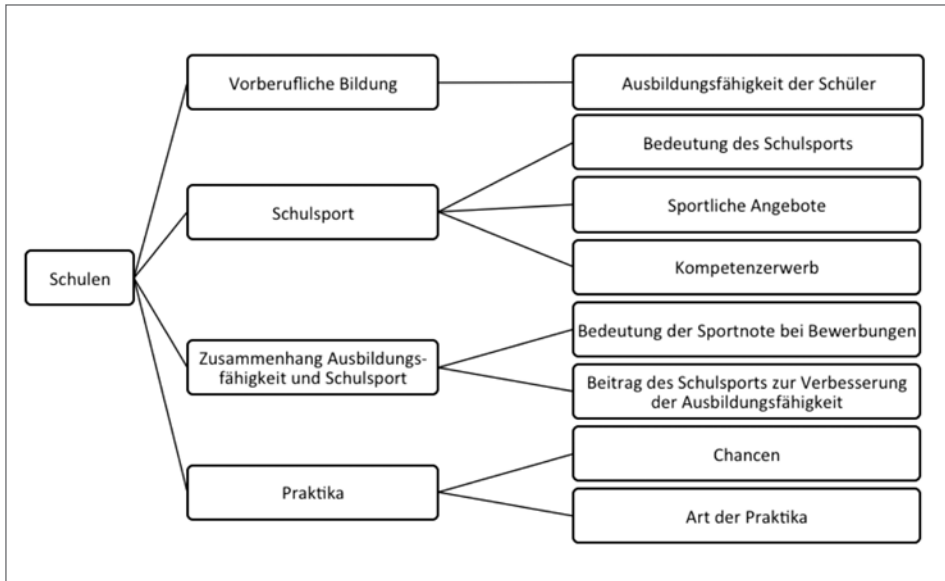 Vorberufliche Bildung
Ausbildungsfähigkeit der Schüler
Bedeutung des Schulsports
Schulsport
Sportliche Angebote
Kompetenzerwerb
Schulen
Bedeutung der Sportnote bei Bewerbungen
Zusammenhang Ausbildungs-
fähigkeit und Schulsport
Beitrag des Schulsports zur Verbesserung
der Ausbildungsfähigkeit
Chancen
Praktika
Art der Praktika